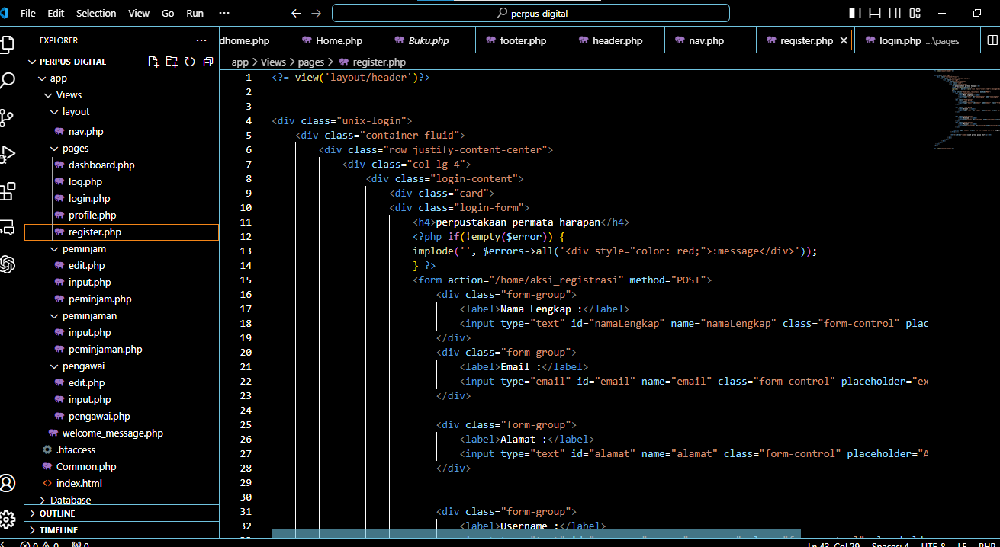 File Edit Selection View Go Run ··· perpus-digital
EXPLORER ···
dhome.php Home.php Buku.php footer.php header.php nav.php register.php login.php ...\pages
PERPUS-DIGITAL
app > Views > pages > register.php
app
Views
layout
nav.php
pages
dashboard.php
log.php
login.php
profile.php
register.php
peminjam
edit.php
input.php
peminjam.php
peminjaman
input.php
peminjaman.php
pengawai
edit.php
input.php
pengawai.php
welcome_message.php
.htaccess
Common.php
index.html
Database
OUTLINE
TIMELINE
1 <?= view('layout/header')?>
2
3
4 <div class="unix-login">
5 <div class="container-fluid">
6 <div class="row justify-content-center">
7 <div class="col-lg-4">
8 <div class="login-content">
9 <div class="card">
10 <div class="login-form">
11 <h4>perpustakaan permata harapan</h4>
12 <?php if(!empty($error)) {
13 implode('', $errors->all('<div style="color: red;">:message</div>'));
14 } ?>
15 <form action="/home/aksi_registrasi" method="POST">
16 <div class="form-group">
17 <label>Nama Lengkap :</label>
18 <input type="text" id="namaLengkap" name="namaLengkap" class="form-control" plac
19 </div>
20 <div class="form-group">
21 <label>Email :</label>
22 <input type="email" id="email" name="email" class="form-control" placeholder="ex
23 </div>
24
25 <div class="form-group">
26 <label>Alamat :</label>
27 <input type="text" id="alamat" name="alamat" class="form-control" placeholder="A
28 </div>
29
30
31 <div class="form-group">
32 <label>Username :</label>
0 0 0 Ln 43, Col 29 Spaces: 4 UTF-8 LF PHP